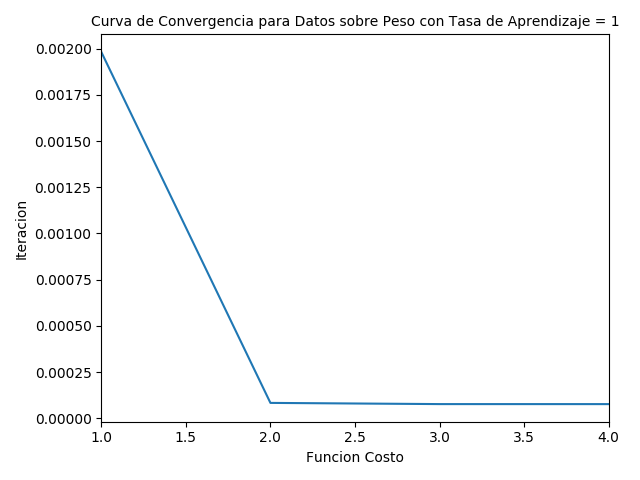 Curva de Convergencia para Datos sobre Peso con Tasa de Aprendizaje = 1
0.00200
0.00175
0.00150
0.00125
0.00100
0.00075
0.00050
0.00025
0.00000
Iteracion
1.0 1.5 2.0 2.5 3.0 3.5 4.0
Funcion Costo